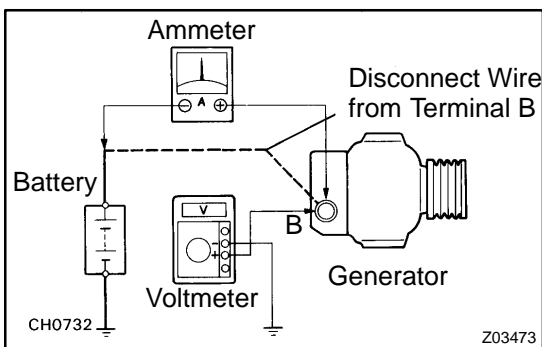 Ammeter
A
Disconnect Wire
from Terminal B
Battery
V
B
Generator
Voltmeter
CH0732
Z03473